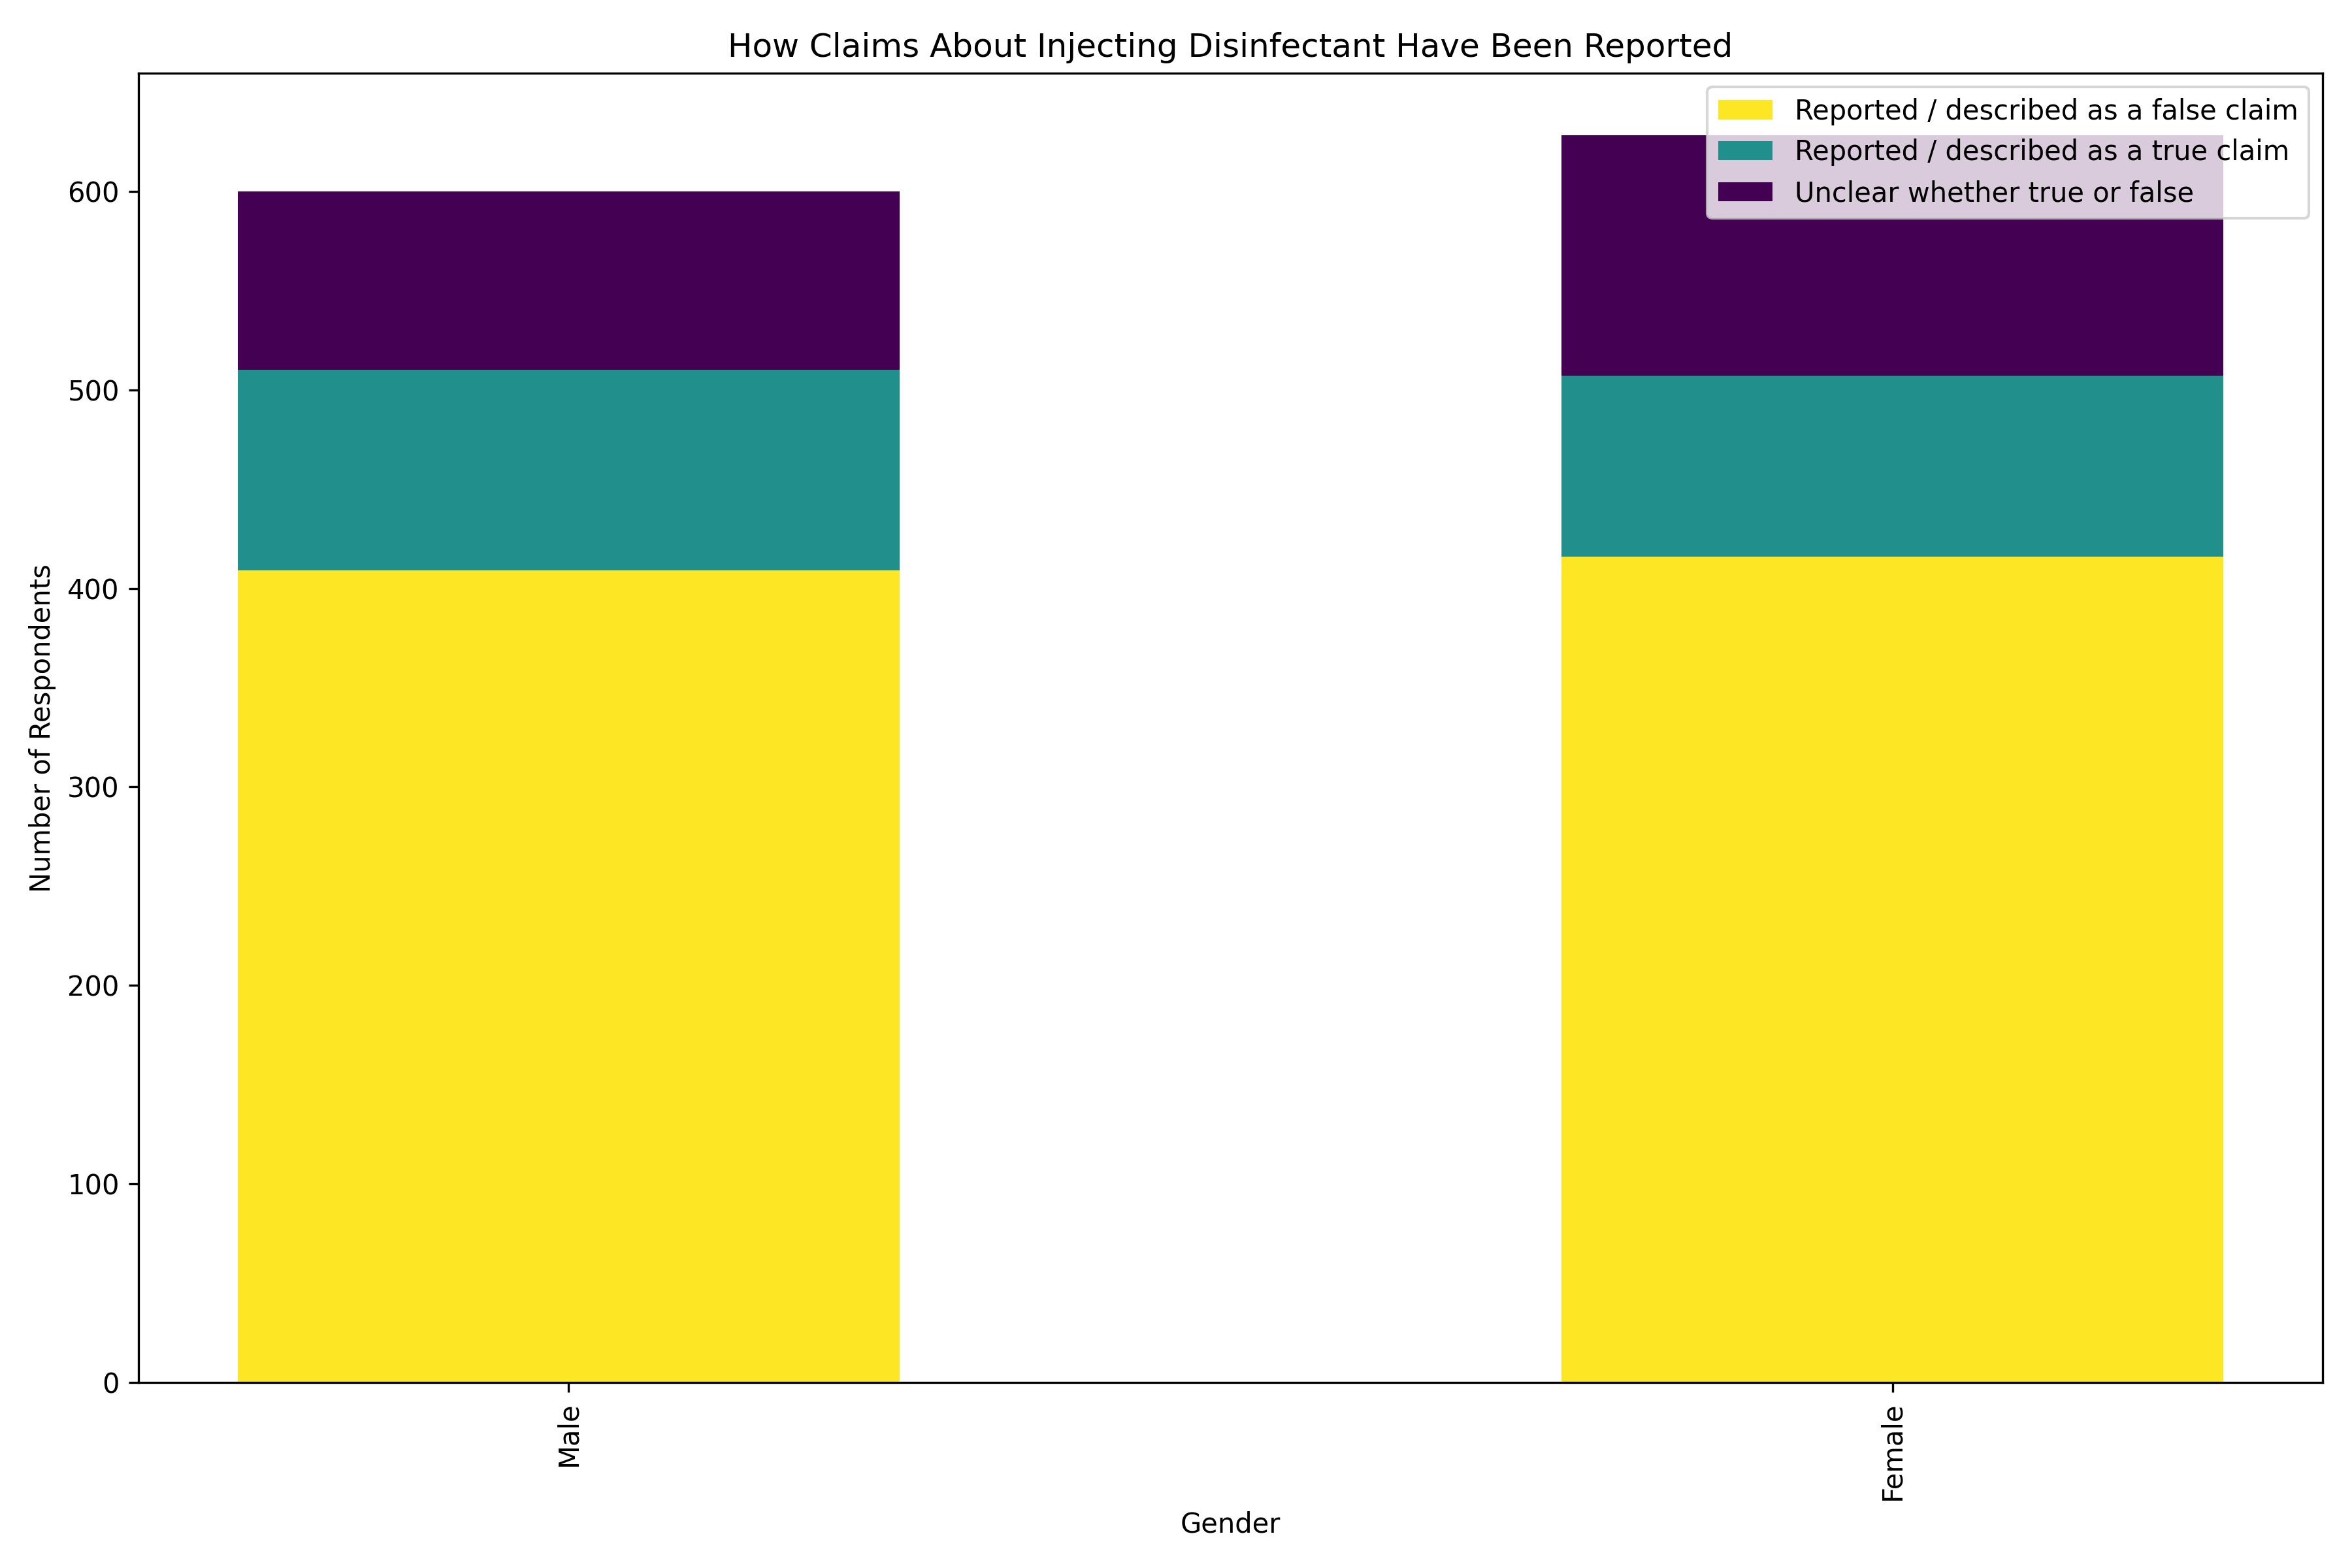 How Claims About Injecting Disinfectant Have Been Reported
Reported / described as a false claim
Reported / described as a true claim
Unclear whether true or false
Number of Respondents
600
500
400
300
200
100
0
Male
Female
Gender